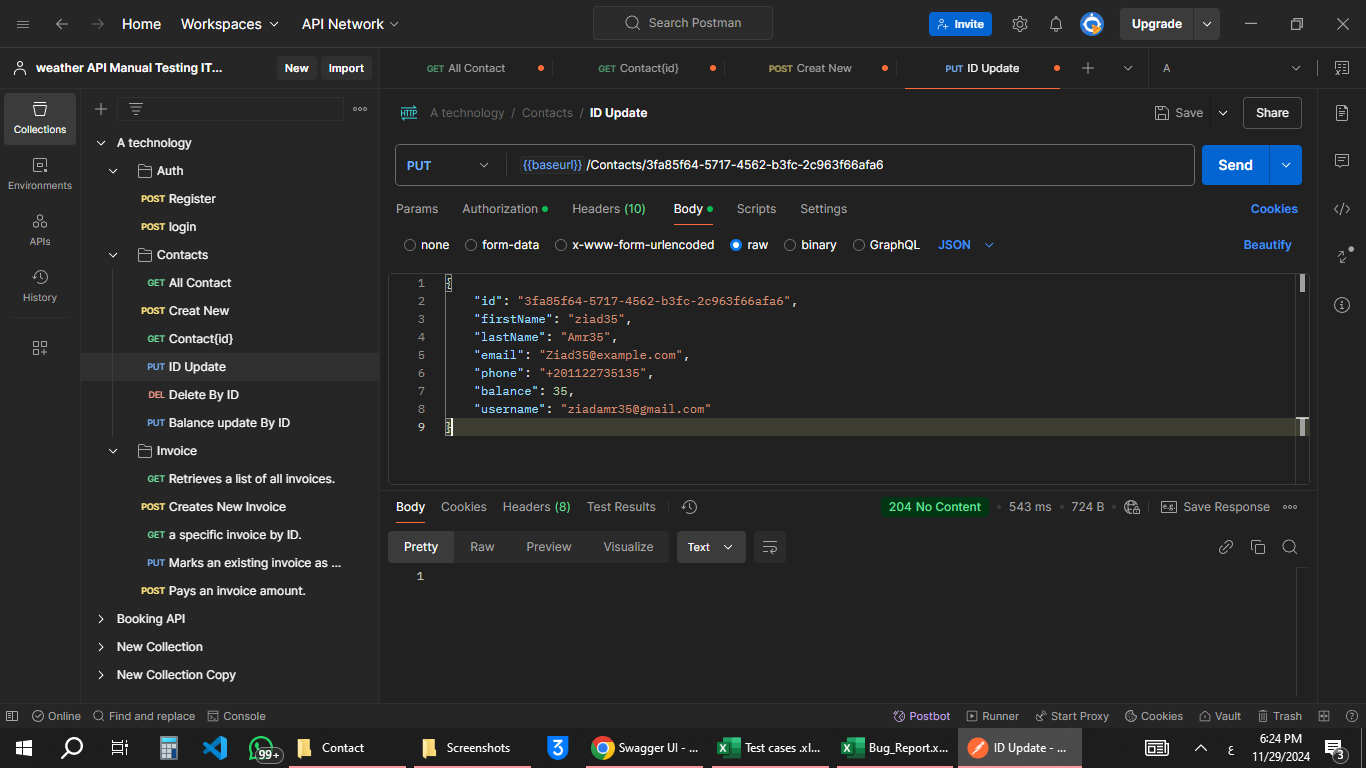 Home Workspaces API Network Search Postman Invite Upgrade
weather API Manual Testing IT... New Import GET All Contact GET Contact{id} POST Creat New PUT ID Update A
Collections
Environments
APIs
History
A technology
Auth
POST Register
POST login
Contacts
GET All Contact
POST Creat New
GET Contact{id}
PUT ID Update
DEL Delete By ID
PUT Balance update By ID
Invoice
GET Retrieves a list of all invoices.
POST Creates New Invoice
GET a specific invoice by ID.
PUT Marks an existing invoice as ...
POST Pays an invoice amount.
Booking API
New Collection
New Collection Copy
HTTP A technology / Contacts / ID Update Save Share
PUT {{baseurl}} /Contacts/3fa85f64-5717-4562-b3fc-2c963f66afa6 Send
Params Authorization Headers (10) Body Scripts Settings Cookies
none form-data x-www-form-urlencoded raw binary GraphQL JSON Beautify
1 {
2 "id": "3fa85f64-5717-4562-b3fc-2c963f66afa6",
3 "firstName": "ziad35",
4 "lastName": "Amr35",
5 "email": "Ziad35@example.com",
6 "phone": "+201122735135",
7 "balance": 35,
8 "username": "ziadamr35@gmail.com"
9 }
Body Cookies Headers (8) Test Results 204 No Content 543 ms 724 B e.g. Save Response
Pretty Raw Preview Visualize Text
1
Online Find and replace Console Postbot Runner Start Proxy Cookies Vault Trash
99+ Contact Screenshots 3 Swagger UI - ... Test cases .xl... Bug_Report.x... ID Update - ... ع 6:24 PM
11/29/2024 3